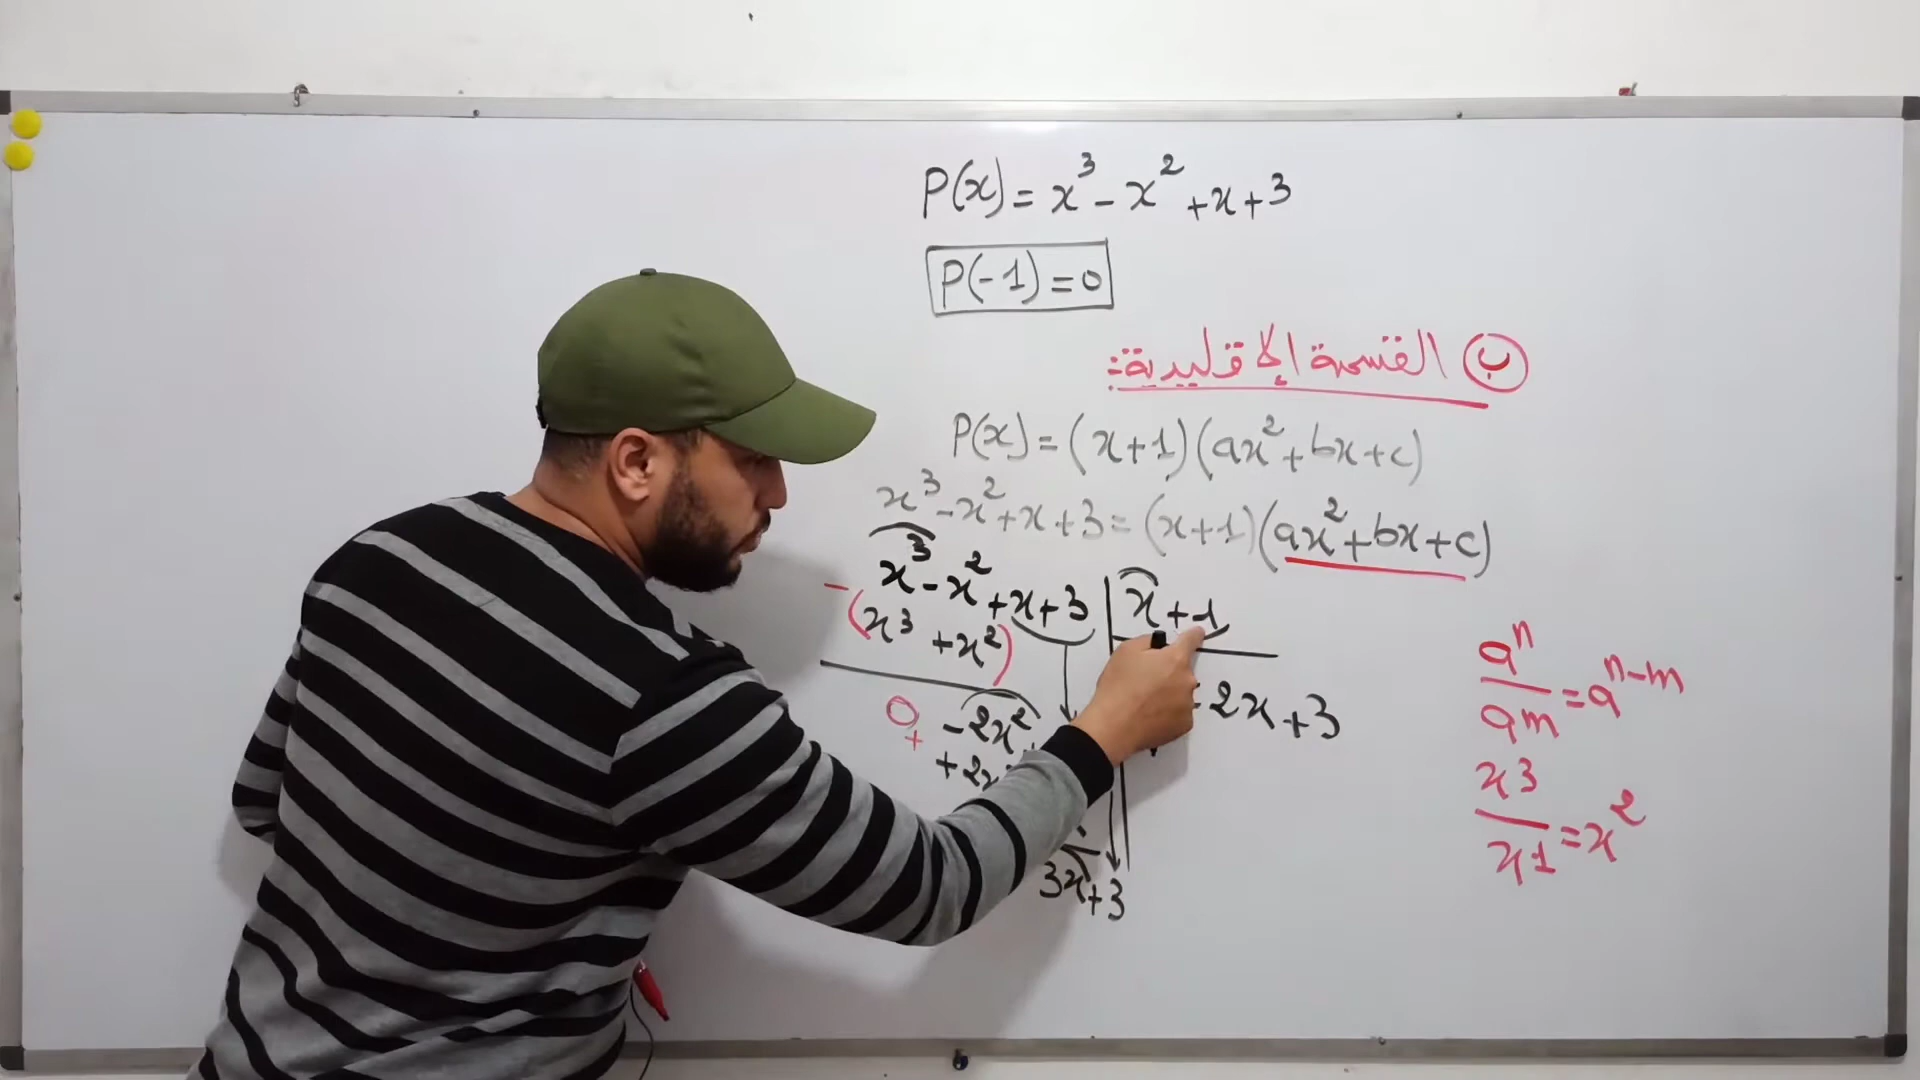 P(x) = x³ - x² + x + 3
P(-1) = 0
ب القسمة الإقليدية:
P(x) = (x+1)(ax²+bx+c)
x³ - x² + x + 3 = (x+1)(ax²+bx+c)
x³ - x² + x + 3 | x+1
-(x³ + x²)
-2x+3
0 -2x²
+
+2x
3x+3
aⁿ/am = aⁿ⁻ᵐ
x3/x1 = x²